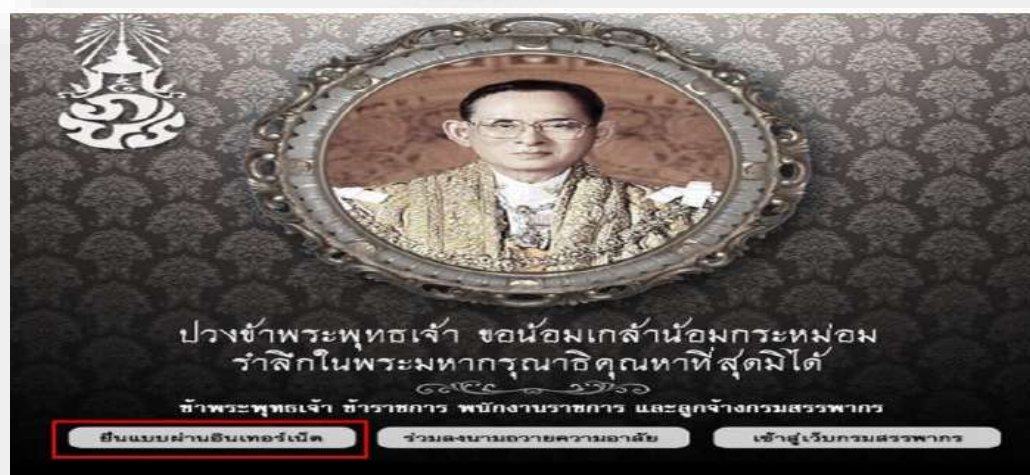 ปวงข้าพระพุทธเจ้า ขอน้อมเกล้าน้อมกระหม่อม
รำลึกในพระมหากรุณาธิคุณหาที่สุดมิได้
ข้าพระพุทธเจ้า ข้าราชการ พนักงานราชการ และลูกจ้างกรมสรรพากร
ยื่นแบบผ่านอินเทอร์เน็ต
ร่วมลงนามถวายความอาลัย
เข้าสู่เว็บกรมสรรพากร